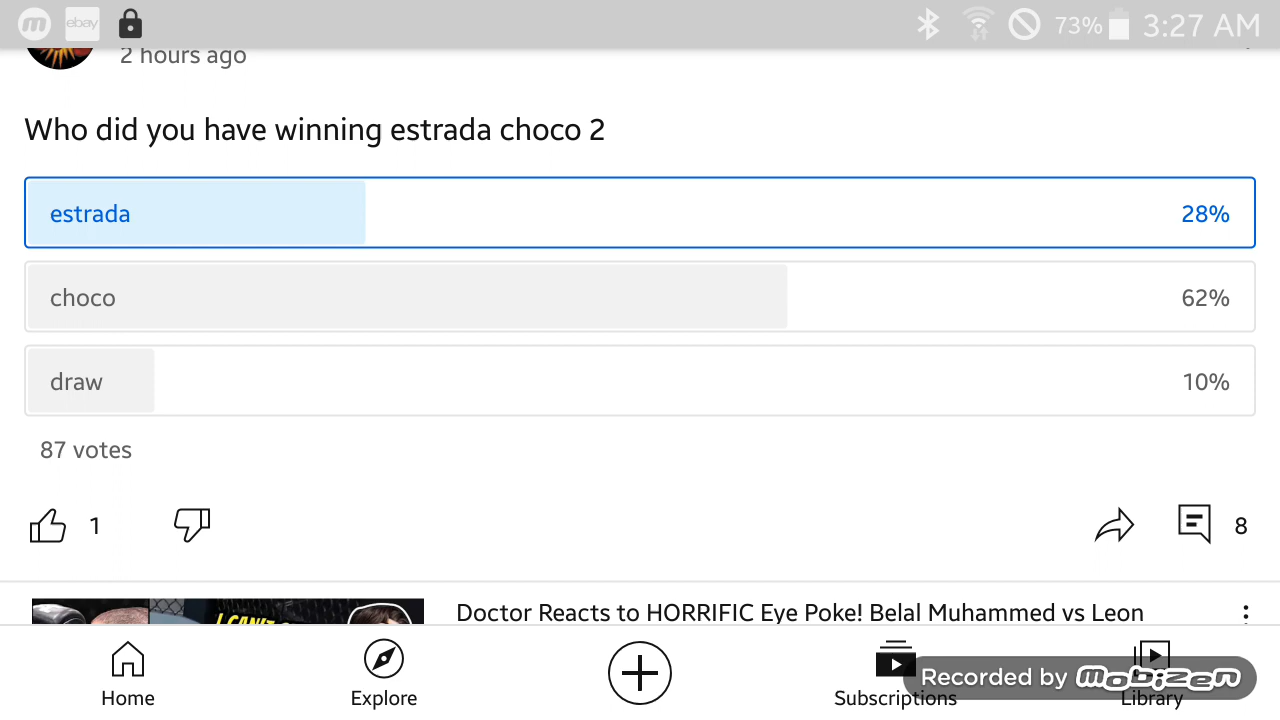 m ebay 73% 3:27 AM
2 hours ago
Who did you have winning estrada choco 2
estrada 28%
choco 62%
draw 10%
87 votes
1 8
I CAN'T
Doctor Reacts to HORRIFIC Eye Poke! Belal Muhammed vs Leon
Home Explore Subscriptions Library
Recorded by mobizen